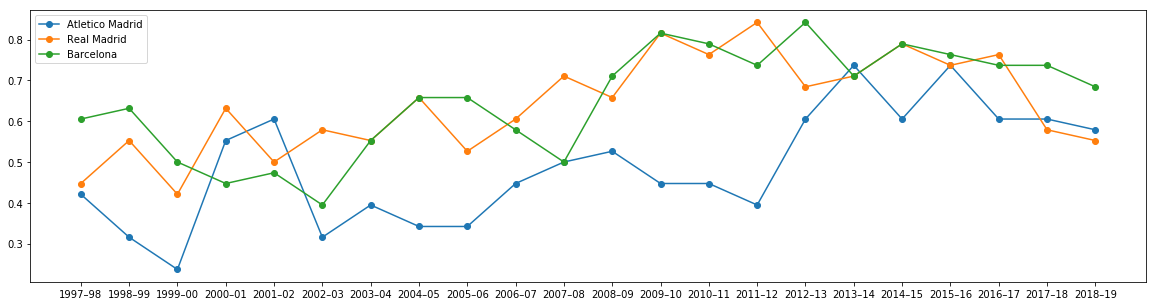 Atletico Madrid
Real Madrid
Barcelona
0.8
0.7
0.6
0.5
0.4
0.3
1997–98 1998–99 1999–00 2000–01 2001–02 2002–03 2003–04 2004–05 2005–06 2006–07 2007–08 2008–09 2009–10 2010–11 2011–12 2012–13 2013–14 2014–15 2015–16 2016–17 2017–18 2018–19